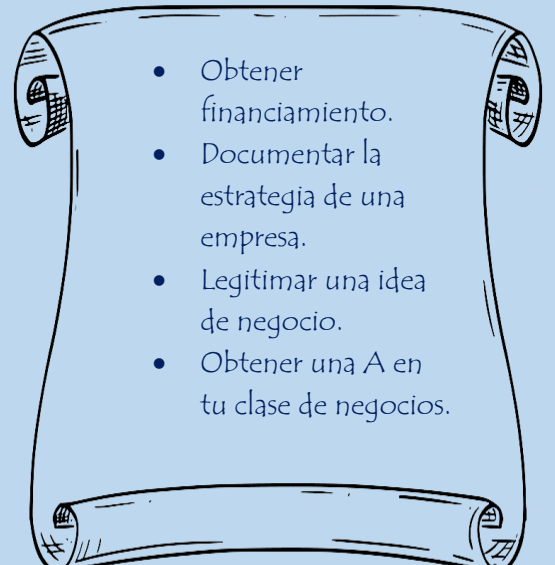 • Obtener
financiamiento.
• Documentar la
estrategia de una
empresa.
• Legitimar una idea
de negocio.
• Obtener una A en
tu clase de negocios.